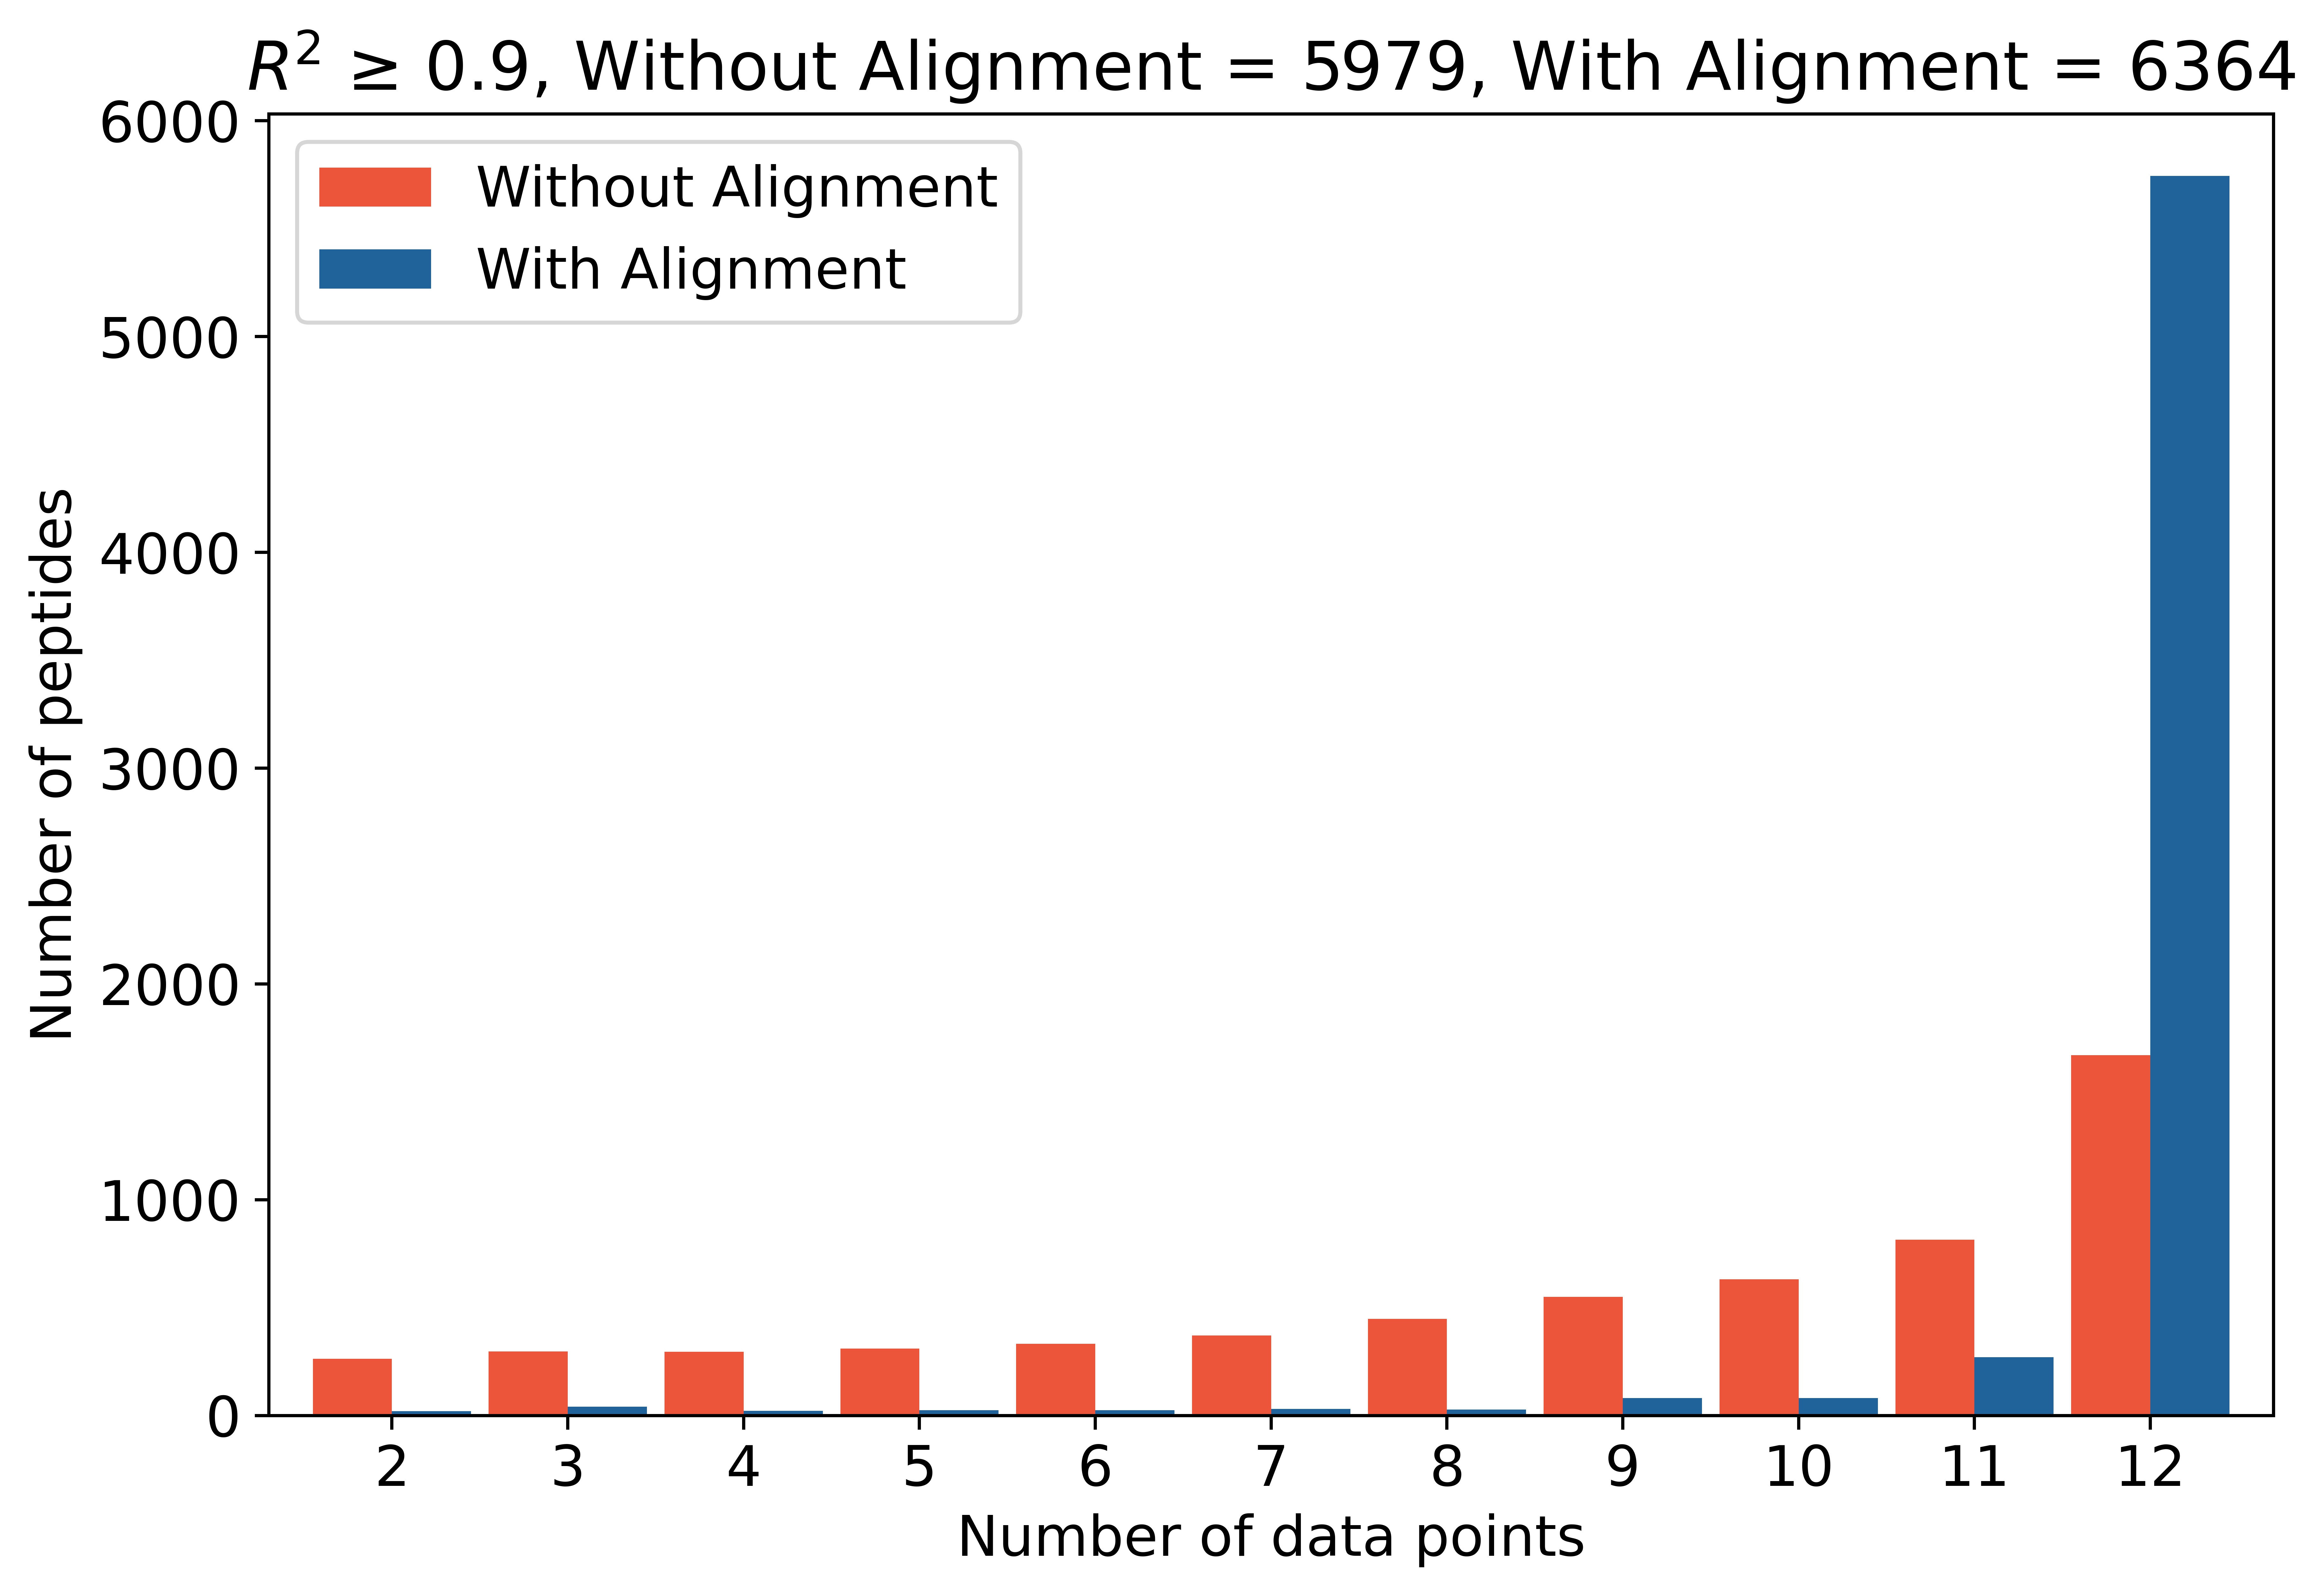 R² ≥ 0.9, Without Alignment = 5979, With Alignment = 6364
6000
5000
4000
3000
2000
1000
0
Number of peptides
Without Alignment
With Alignment
2 3 4 5 6 7 8 9 10 11 12
Number of data points